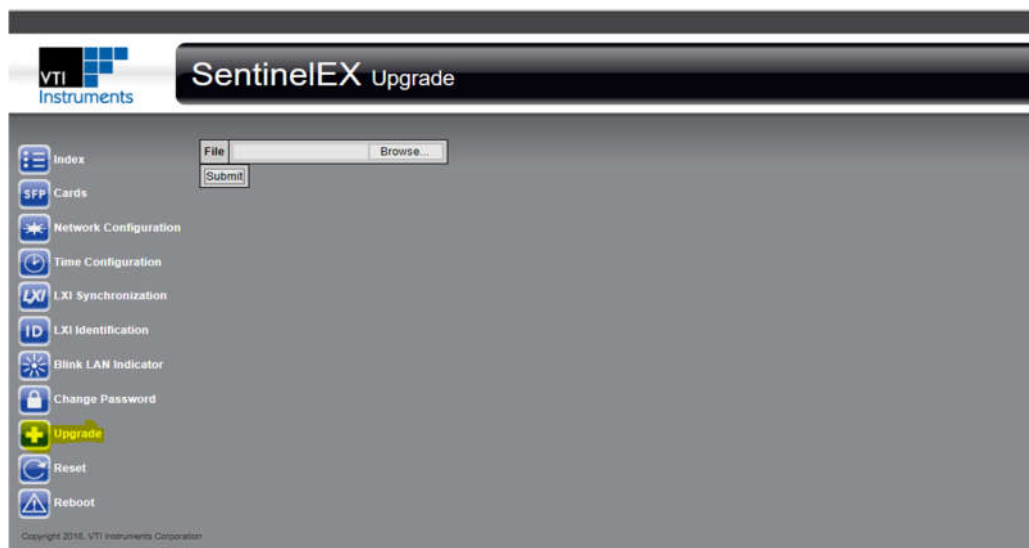 VTI
Instruments
SentinelEX Upgrade
File Browse...
Submit
Index
SFP Cards
Network Configuration
Time Configuration
LXI LXI Synchronization
ID LXI Identification
Blink LAN Indicator
Change Password
Upgrade
Reset
Reboot
Copyright 2016, VTI Instruments Corporation